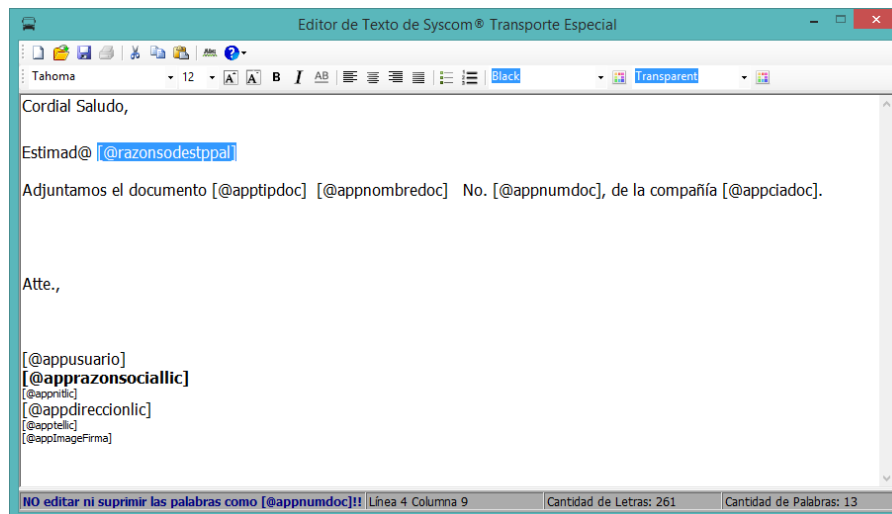 Editor de Texto de Syscom® Transporte Especial
Tahoma 12 A A B I AB Black Transparent
Cordial Saludo,
Estimad@ [@razonsodestppal]
Adjuntamos el documento [@apptipdoc] [@appnombredoc] No. [@appnumdoc], de la compañía [@appciadoc].
Atte.,
[@appusuario]
[@apprazonsociallic]
[@appnitlic]
[@appdireccionlic]
[@apptellic]
[@appImageFirma]
NO editar ni suprimir las palabras como [@appnumdoc]!! Línea 4 Columna 9 Cantidad de Letras: 261 Cantidad de Palabras: 13